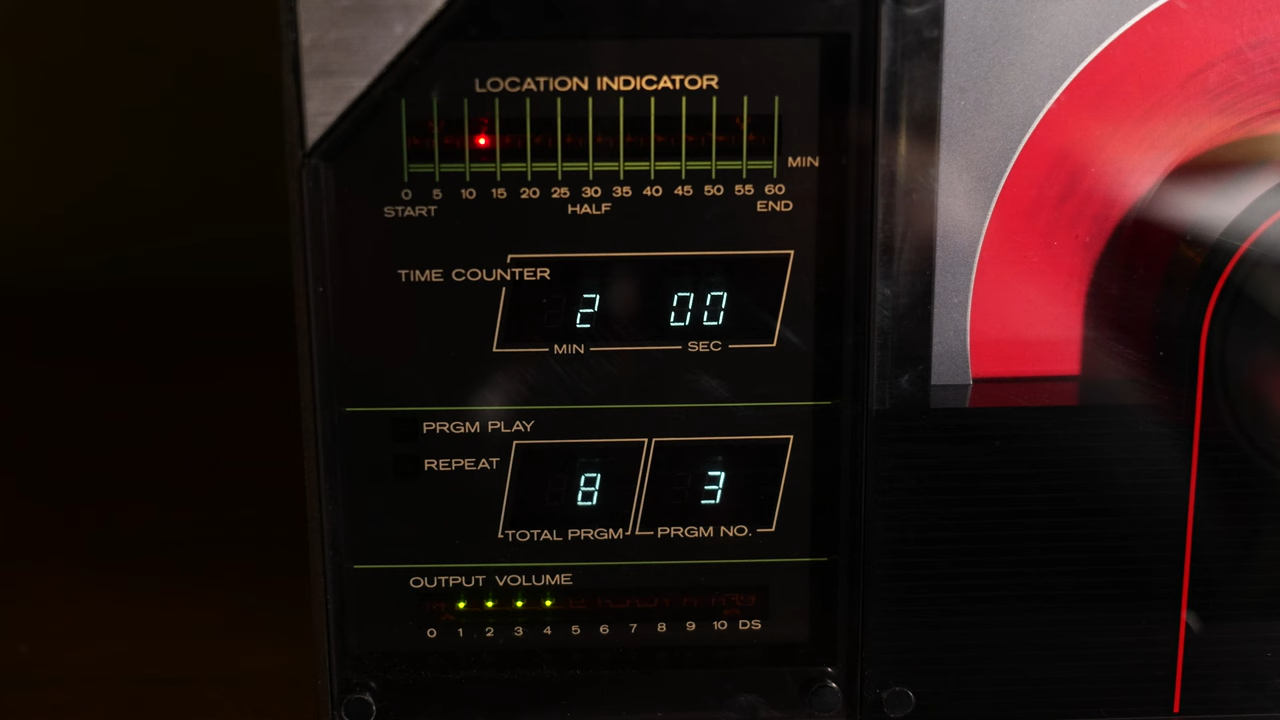 LOCATION INDICATOR
MIN
0 5 10 15 20 25 30 35 40 45 50 55 60
START HALF END
TIME COUNTER
2 00
MIN SEC
PRGM PLAY
REPEAT
8 3
TOTAL PRGM PRGM NO.
OUTPUT VOLUME
0 1 2 3 4 5 6 7 8 9 10 DS